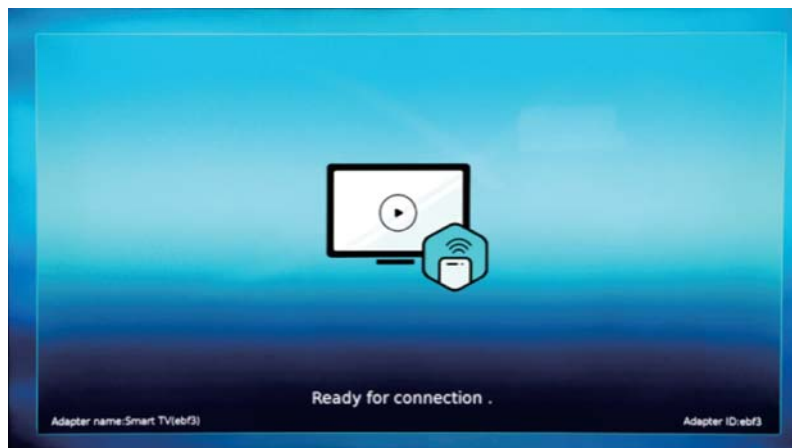 Ready for connection .
Adapter name:Smart TV(ebf3)
Adapter ID:ebf3